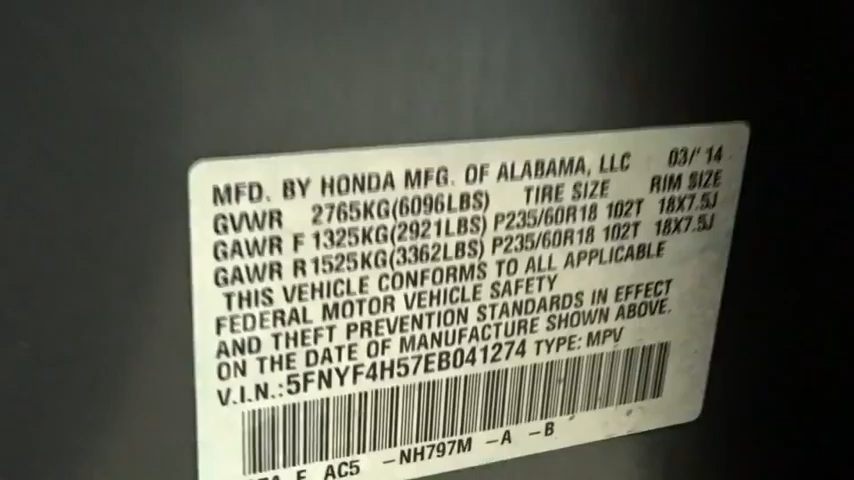 MFD. BY HONDA MFG. OF ALABAMA, LLC 03/'14
GVWR 2765KG(6096LBS) TIRE SIZE RIM SIZE
GAWR F 1325KG(2921LBS) P235/60R18 102T 18X7.5J
GAWR R 1525KG(3362LBS) P235/60R18 102T 18X7.5J
THIS VEHICLE CONFORMS TO ALL APPLICABLE
FEDERAL MOTOR VEHICLE SAFETY
AND THEFT PREVENTION STANDARDS IN EFFECT
ON THE DATE OF MANUFACTURE SHOWN ABOVE.
V.I.N.:5FNYF4H57EB041274 TYPE: MPV
AC5 -NH797M -A -B